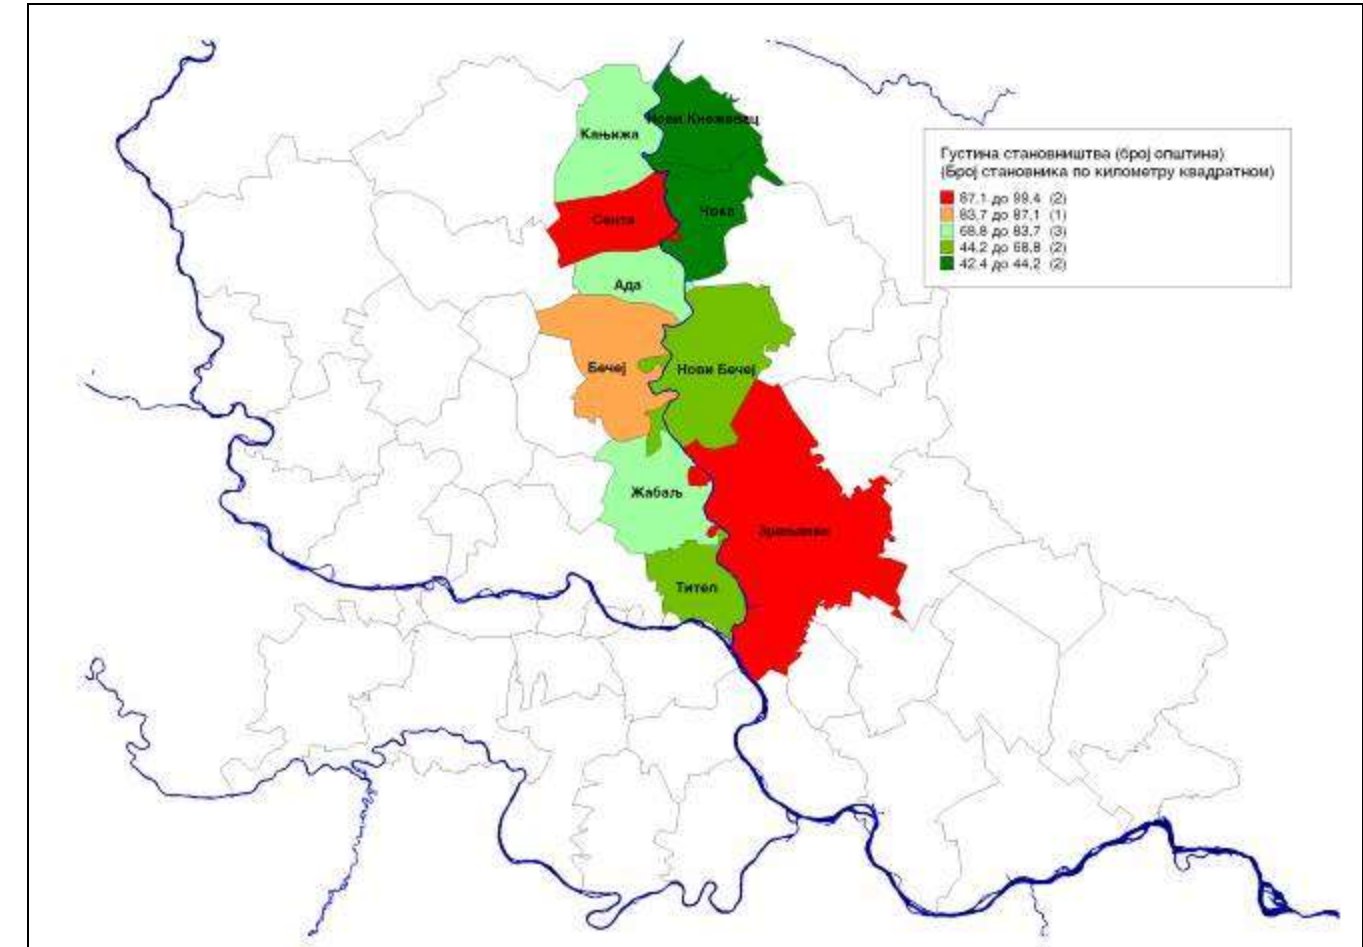 Нови Кнежевац
Кањижа
Густина становништва (број општина)
(Број становника по километру квадратном)
87.1 до 99.4 (2)
83.7 до 87.1 (1)
68.8 до 83.7 (3)
44.2 до 68.8 (2)
42.4 до 44.2 (2)
Сента
Чока
Ада
Бечеј
Нови Бечеј
Жабаљ
Зрењанин
Тител